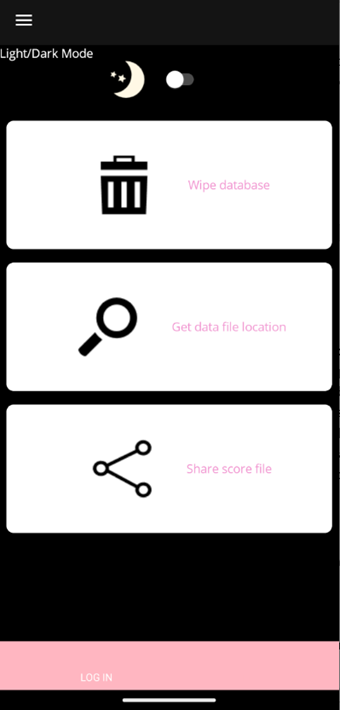 Light/Dark Mode
Wipe database
Get data file location
Share score file
LOG IN